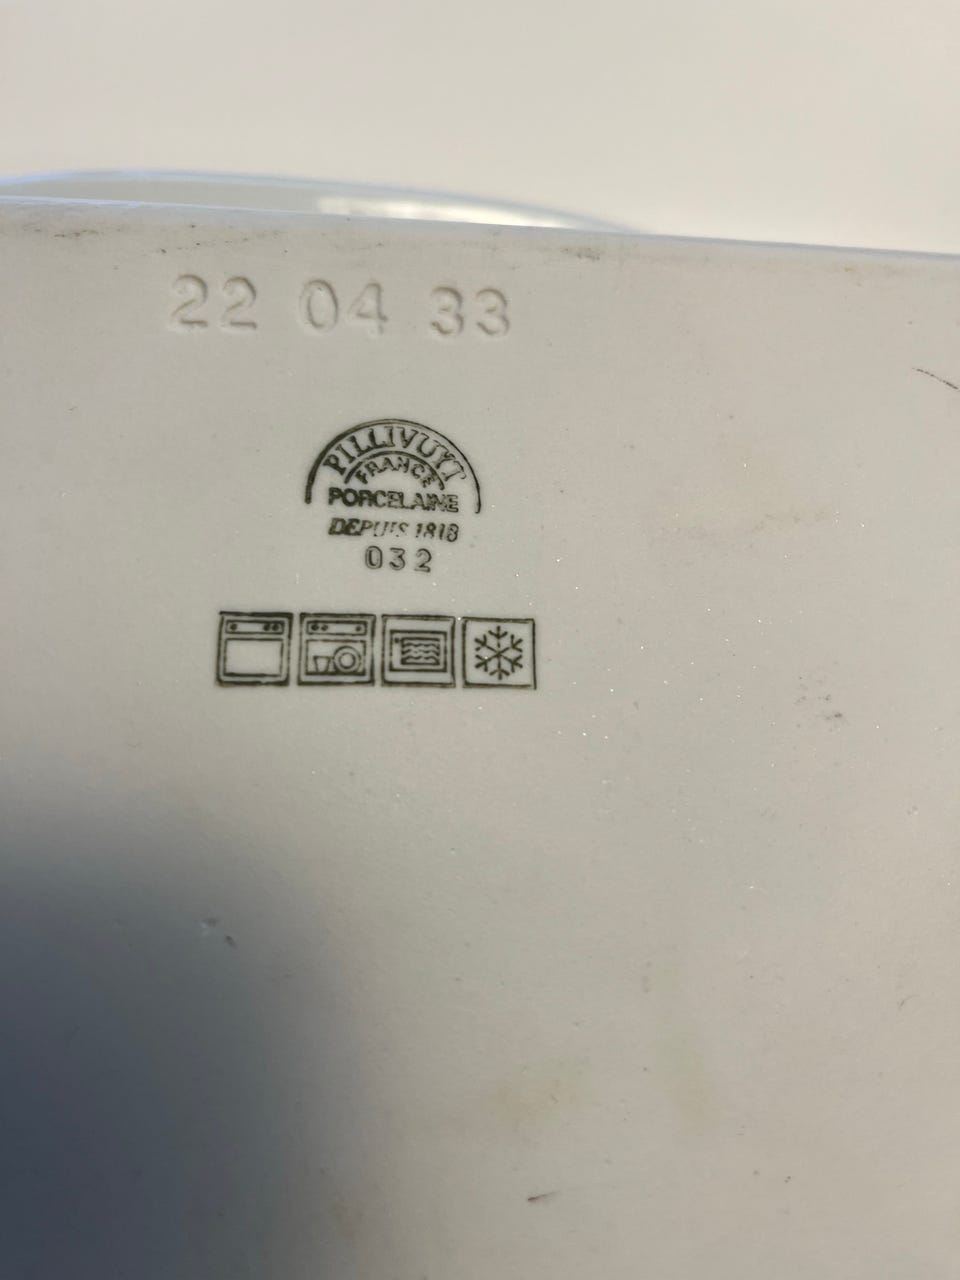 22 04 33
PILLIVUYT
FRANCE
PORCELAINE
DEPUIS 1818
032